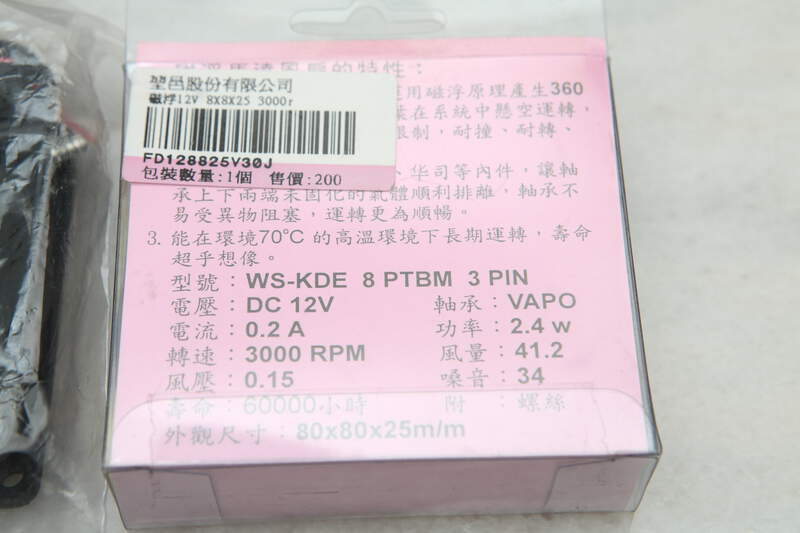 的特性：
全邑股份有限公司
磁浮12V 8X8X25 3000r
用磁浮原理產生360
在系統中懸空運轉，
限制，耐撞、耐轉、
FD128825V30J
包裝數量:1個 售價:200
、华司等內件，讓軸
承上下兩端未固化的氣體順利排離，軸承不
易受異物阻塞，運轉更為順暢。
3. 能在環境70℃ 的高溫環境下長期運轉，壽命
超乎想像。
型號：WS-KDE 8 PTBM 3 PIN
電壓：DC 12V 軸承：VAPO
電流：0.2 A 功率：2.4 w
轉速：3000 RPM 風量：41.2
風壓：0.15 噪音：34
壽命：60000小時 附：螺絲
外觀尺寸：80x80x25m/m